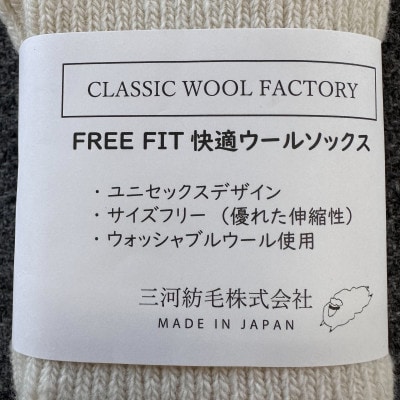 CLASSIC WOOL FACTORY
FREE FIT 快適ウールソックス
・ユニセックスデザイン
・サイズフリー （優れた伸縮性）
・ウォッシャブルウール使用
三河紡毛株式会社
MADE IN JAPAN